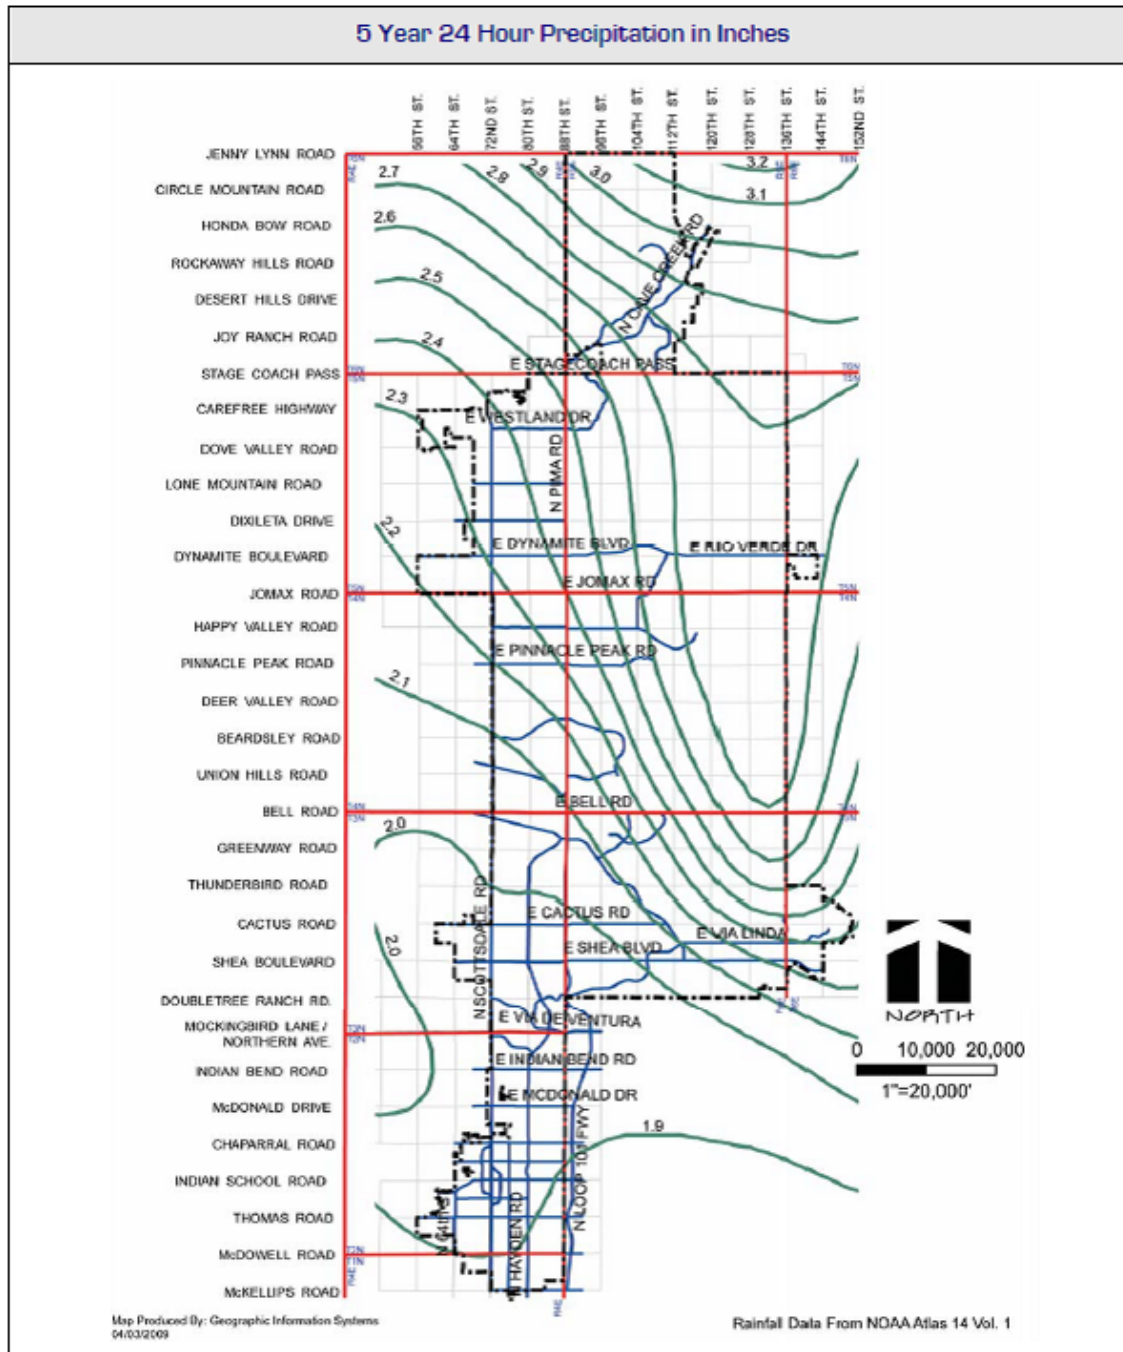 5 Year 24 Hour Precipitation in Inches
56TH ST.
64TH ST.
72ND ST.
80TH ST.
88TH ST.
96TH ST.
104TH ST.
112TH ST.
120TH ST.
128TH ST.
136TH ST.
144TH ST.
152ND ST.
JENNY LYNN ROAD
CIRCLE MOUNTAIN ROAD
HONDA BOW ROAD
ROCKAWAY HILLS ROAD
DESERT HILLS DRIVE
JOY RANCH ROAD
STAGE COACH PASS
CAREFREE HIGHWAY
DOVE VALLEY ROAD
LONE MOUNTAIN ROAD
DIXILETA DRIVE
DYNAMITE BOULEVARD
JOMAX ROAD
HAPPY VALLEY ROAD
PINNACLE PEAK ROAD
DEER VALLEY ROAD
BEARDSLEY ROAD
UNION HILLS ROAD
BELL ROAD
GREENWAY ROAD
THUNDERBIRD ROAD
CACTUS ROAD
SHEA BOULEVARD
DOUBLETREE RANCH RD.
MOCKINGBIRD LANE /
NORTHERN AVE.
INDIAN BEND ROAD
McDONALD DRIVE
CHAPARRAL ROAD
INDIAN SCHOOL ROAD
THOMAS ROAD
McDOWELL ROAD
McKELLIPS ROAD
2.7
2.8
2.9
3.0
3.2
3.1
2.6
2.5
2.4
2.3
2.2
2.1
2.0
2.0
1.9
N CAVE CREEK RD
E STAGECOACH PASS
E WESTLAND DR
N PIMA RD
E DYNAMITE BLVD
E RIO VERDE DR
E JOMAX RD
E PINNACLE PEAK RD
E BELL RD
N SCOTTSDALE RD
E CACTUS RD
E VIA LINDA
E SHEA BLVD
E VIA DE VENTURA
E INDIAN BEND RD
E MCDONALD DR
N LOOP 101 FWY
N HAYDEN RD
NORTH
0 10,000 20,000
1"=20,000'
Map Produced By: Geographic Information Systems
04/03/2009
Rainfall Data From NOAA Atlas 14 Vol. 1